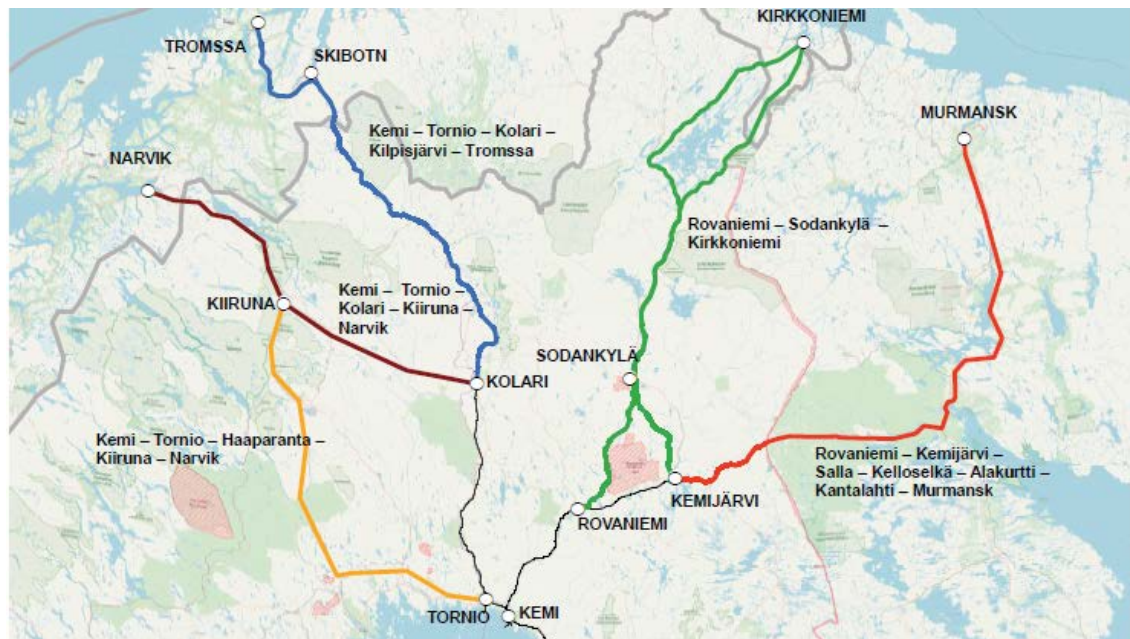 KIRKKONIEMI
TROMSSA
SKIBOTN
MURMANSK
Kemi – Tornio – Kolari –
Kilpisjärvi – Tromssa
NARVIK
Rovaniemi – Sodankylä –
Kirkkoniemi
KIIRUNA
Kemi – Tornio –
Kolari – Kiiruna –
Narvik
SODANKYLÄ
KOLARI
Kemi – Tornio – Haaparanta –
Kiiruna – Narvik
Rovaniemi – Kemijärvi –
Salla – Kelloselkä – Alakurtti –
Kantalahti – Murmansk
KEMIJÄRVI
ROVANIEMI
TORNIO
KEMI